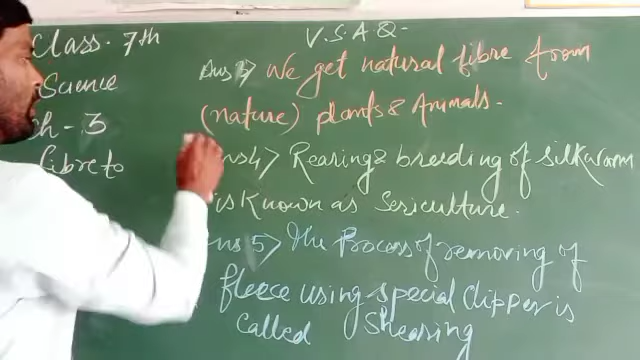 Class. 7th
Science
ch - 3
fibre to
V.S.A Q.
Ans 3> We get natural fibre from
(nature) plants & Animals.
ns 4> Rearing & breeding of silkworm
is Known as Sericulture.
ns 5> The Process of removing of
fleece using special clipper is
called Shearing